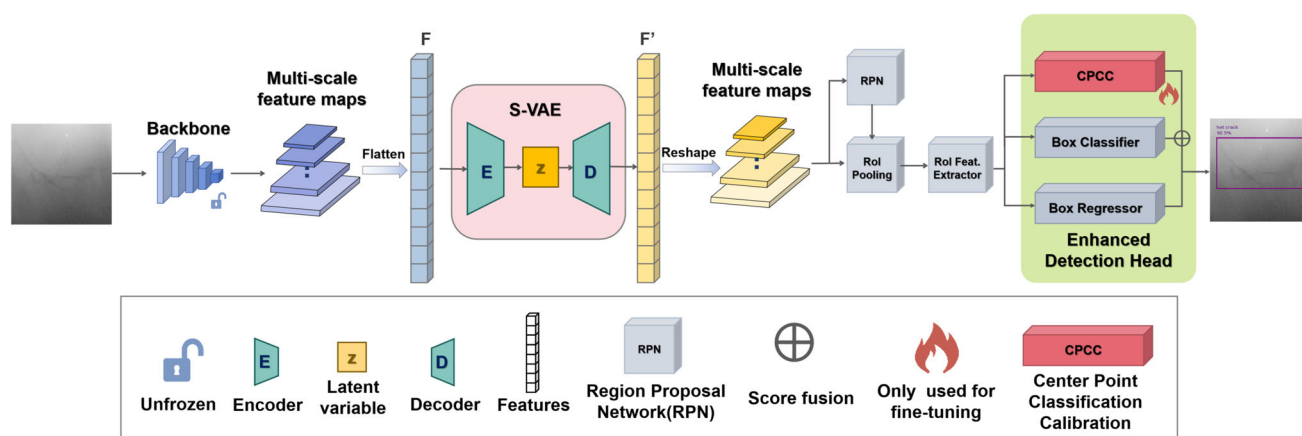 Backbone
Multi-scale
feature maps
Flatten
F
S-VAE
E
z
D
F'
Reshape
Multi-scale
feature maps
RPN
RoI
Pooling
RoI Feat.
Extractor
CPCC
Box Classifier
Box Regressor
Enhanced
Detection Head
hot crack
E
z
D
RPN
CPCC
Unfrozen
Encoder
Latent
variable
Decoder
Features
Region Proposal
Network(RPN)
Score fusion
Only used for
fine-tuning
Center Point
Classification
Calibration